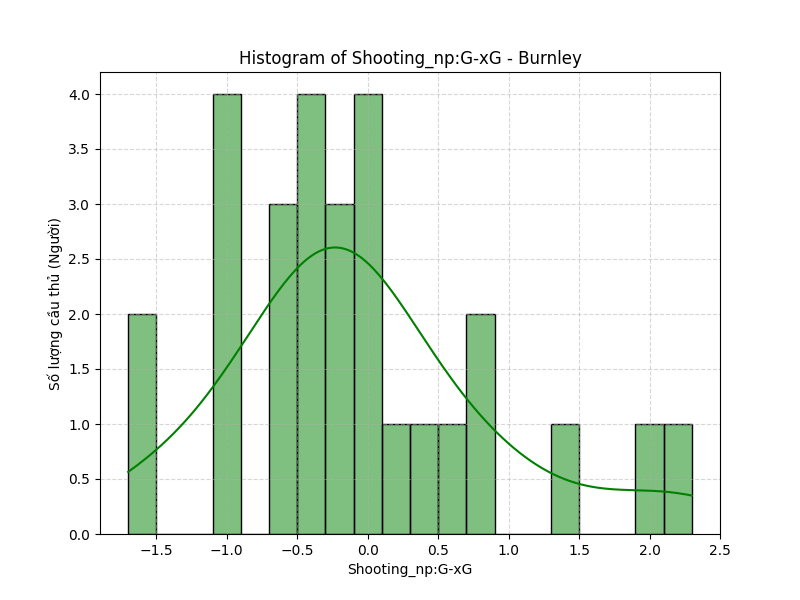 Histogram of Shooting_np:G-xG - Burnley
Số lượng cầu thủ (Người)
4.0
3.5
3.0
2.5
2.0
1.5
1.0
0.5
0.0
−1.5 −1.0 −0.5 0.0 0.5 1.0 1.5 2.0 2.5
Shooting_np:G-xG